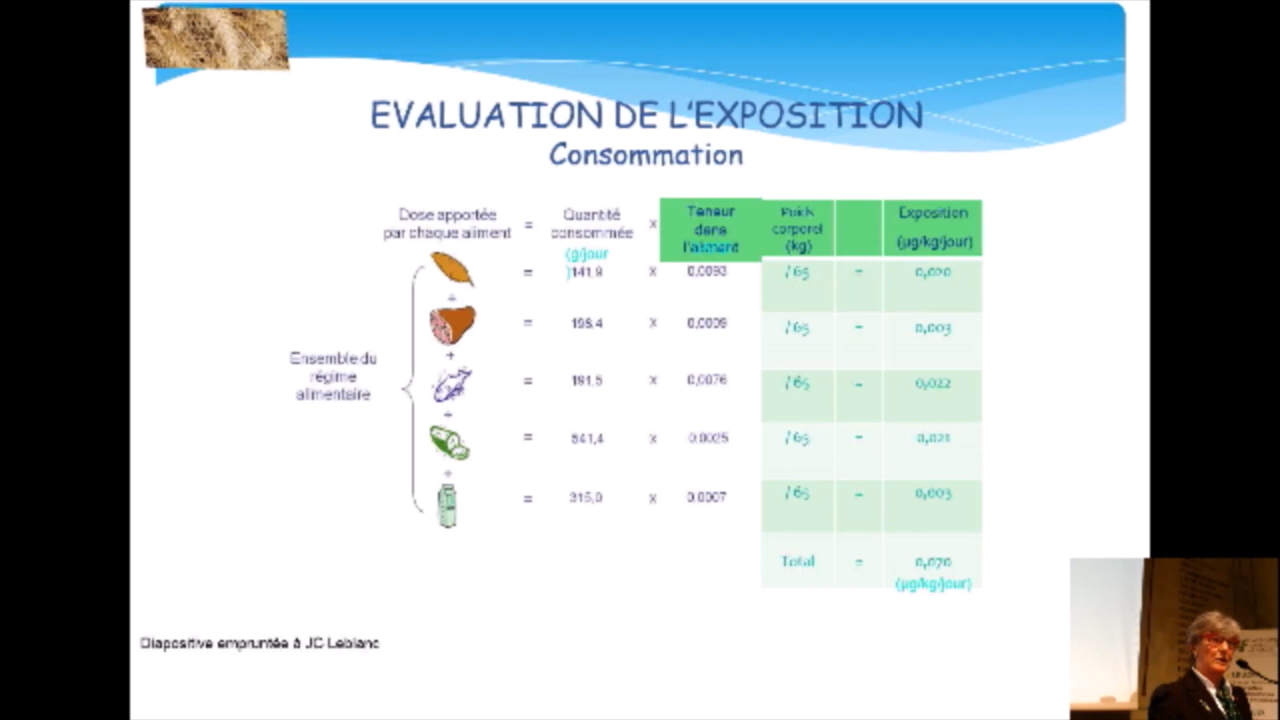 EVALUATION DE L'EXPOSITION
Consommation
Dose apportée
par chaque aliment
=
Quantité
consommée
(g/jour
)
x
Teneur
dans
l'aliment
Poids
corporel
(kg)
Exposition
(µg/kg/jour)
= 141,9 x 0,0093 / 65 = 0,020
+
= 198,4 x 0,0009 / 65 = 0,003
+
Ensemble du
régime
alimentaire
= 191,5 x 0,0076 / 65 = 0,022
+
= 541,4 x 0,0025 / 65 = 0,021
+
= 315,0 x 0,0007 / 65 = 0,003
Total = 0,070
(µg/kg/jour)
Diapositive empruntée à JC Leblanc